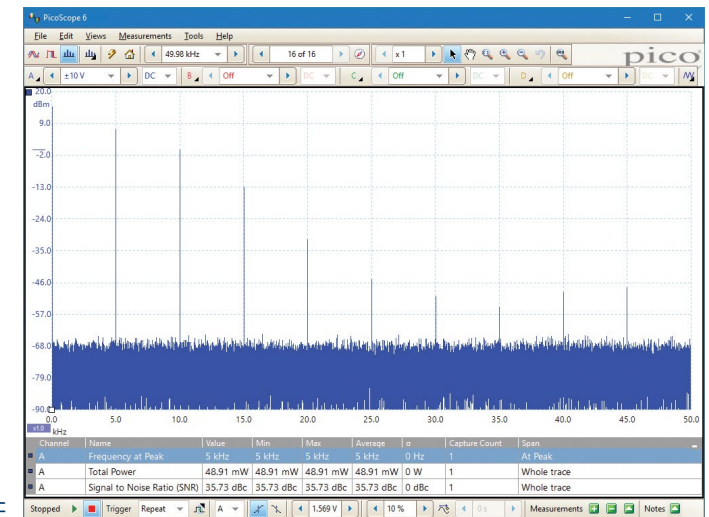 PicoScope 6
File Edit Views Measurements Tools Help
49.98 kHz 16 of 16 x 1 pico
A ±10 V DC B Off DC C Off DC D Off DC
20.0
dBm
9.0
-2.0
-13.0
-24.0
-35.0
-46.0
-57.0
-68.0
-79.0
-90.0
0.0 5.0 10.0 15.0 20.0 25.0 30.0 35.0 40.0 45.0 50.0
x1.0 kHz
Channel Name Value Min Max Average σ Capture Count Span
A Frequency at Peak 5 kHz 5 kHz 5 kHz 5 kHz 0 Hz 1 At Peak
A Total Power 48.91 mW 48.91 mW 48.91 mW 48.91 mW 0 W 1 Whole trace
A Signal to Noise Ratio (SNR) 35.73 dBc 35.73 dBc 35.73 dBc 35.73 dBc 0 dBc 1 Whole trace
Stopped Trigger Repeat A 1.569 V 10 % 0 s Measurements Notes